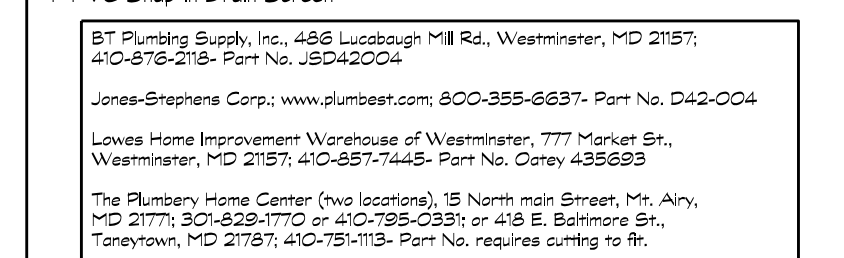 BT Plumbing Supply, Inc., 486 Lucabaugh Mill Rd., Westminster, MD 21157;
410-876-2118- Part No. JSD42004
Jones-Stephens Corp.; www.plumbest.com; 800-355-6637- Part No. D42-004
Lowes Home Improvement Warehouse of Westminster, 777 Market St.,
Westminster, MD 21157; 410-857-7445- Part No. Oatey 435693
The Plumbery Home Center (two locations), 15 North main Street, Mt. Airy,
MD 21771; 301-829-1770 or 410-795-0331; or 418 E. Baltimore St.,
Taneytown, MD 21787; 410-751-1113- Part No. requires cutting to fit.